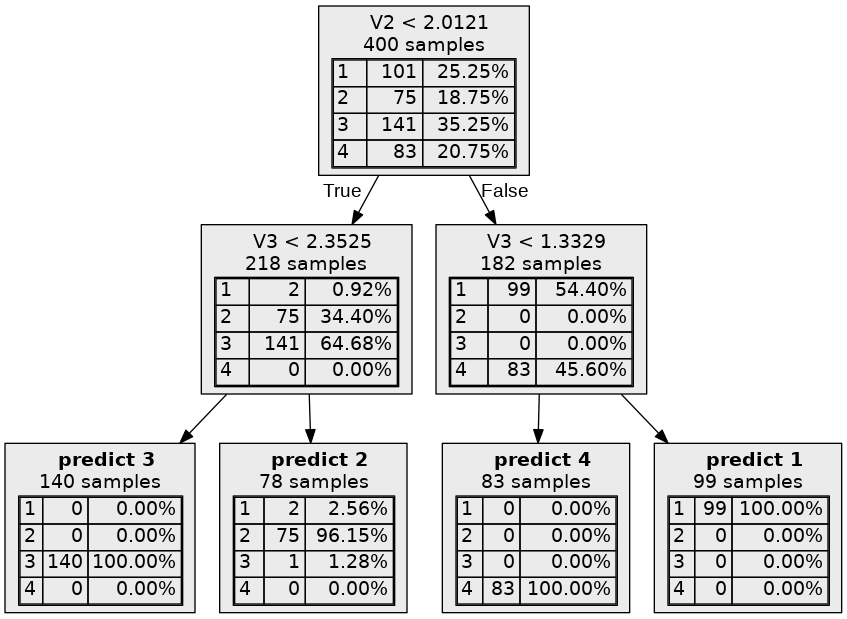 V2 < 2.0121
400 samples
1 101 25.25%
2 75 18.75%
3 141 35.25%
4 83 20.75%
True
False
V3 < 2.3525
218 samples
1 2 0.92%
2 75 34.40%
3 141 64.68%
4 0 0.00%
V3 < 1.3329
182 samples
1 99 54.40%
2 0 0.00%
3 0 0.00%
4 83 45.60%
predict 3
140 samples
1 0 0.00%
2 0 0.00%
3 140 100.00%
4 0 0.00%
predict 2
78 samples
1 2 2.56%
2 75 96.15%
3 1 1.28%
4 0 0.00%
predict 4
83 samples
1 0 0.00%
2 0 0.00%
3 0 0.00%
4 83 100.00%
predict 1
99 samples
1 99 100.00%
2 0 0.00%
3 0 0.00%
4 0 0.00%